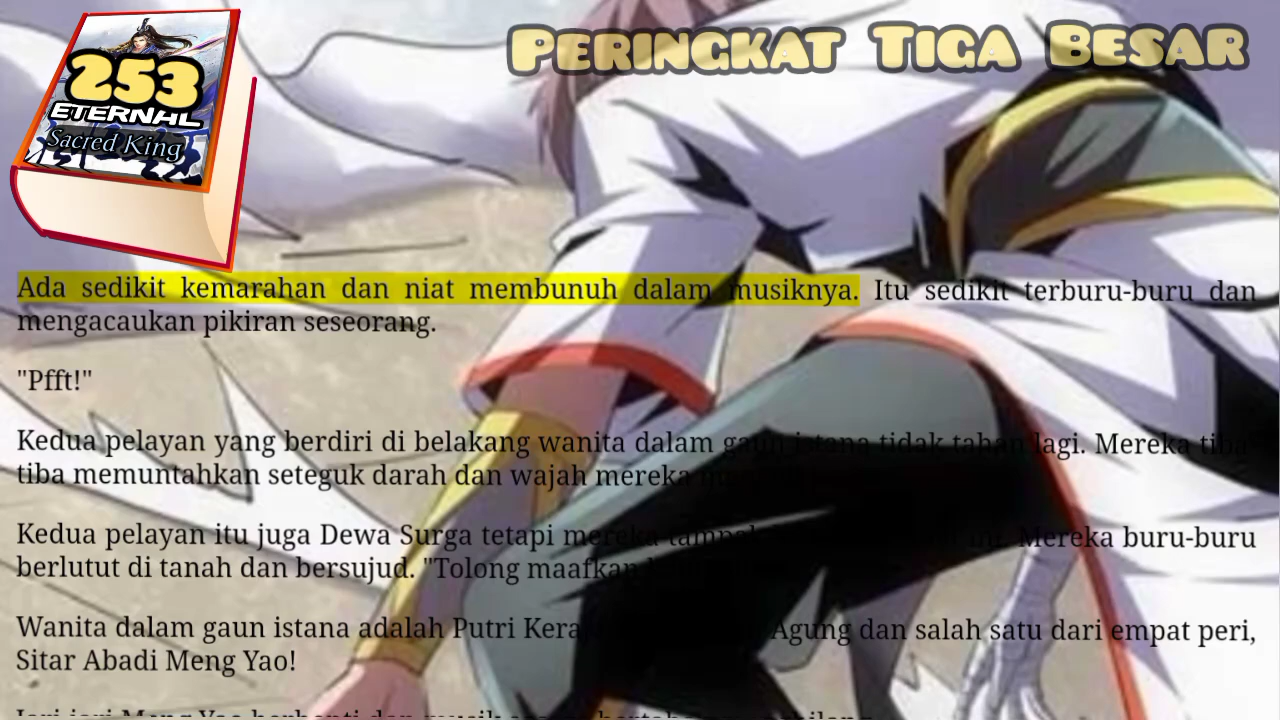 253
ETERNAL
Sacred King
PERINGKAT TIGA BESAR
Ada sedikit kemarahan dan niat membunuh dalam musiknya. Itu sedikit terburu-buru dan
mengacaukan pikiran seseorang.
"Pfft!"
Kedua pelayan yang berdiri di belakang wanita dalam gaun istana tidak tahan lagi. Mereka tiba-
tiba memuntahkan seteguk darah dan wajah mereka
Kedua pelayan itu juga Dewa Surga tetapi mereka tampak ini. Mereka buru-buru
berlutut di tanah dan bersujud. "Tolong maafkan
Wanita dalam gaun istana adalah Putri Agung dan salah satu dari empat peri,
Sitar Abadi Meng Yao!